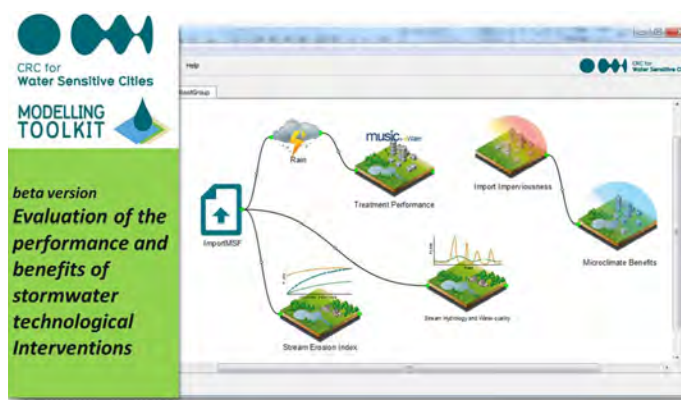 CRC for
Water Sensitive Cities
MODELLING
TOOLKIT
beta version
Evaluation of the
performance and
benefits of
stormwater
technological
Interventions
Help
CRC for
Water Sensitive Cities
Rain
music
Water
Treatment Performance
Import Imperviousness
ImportMSF
Microclimate Benefits
Stream Hydrology and Water quality
Stream Erosion Index